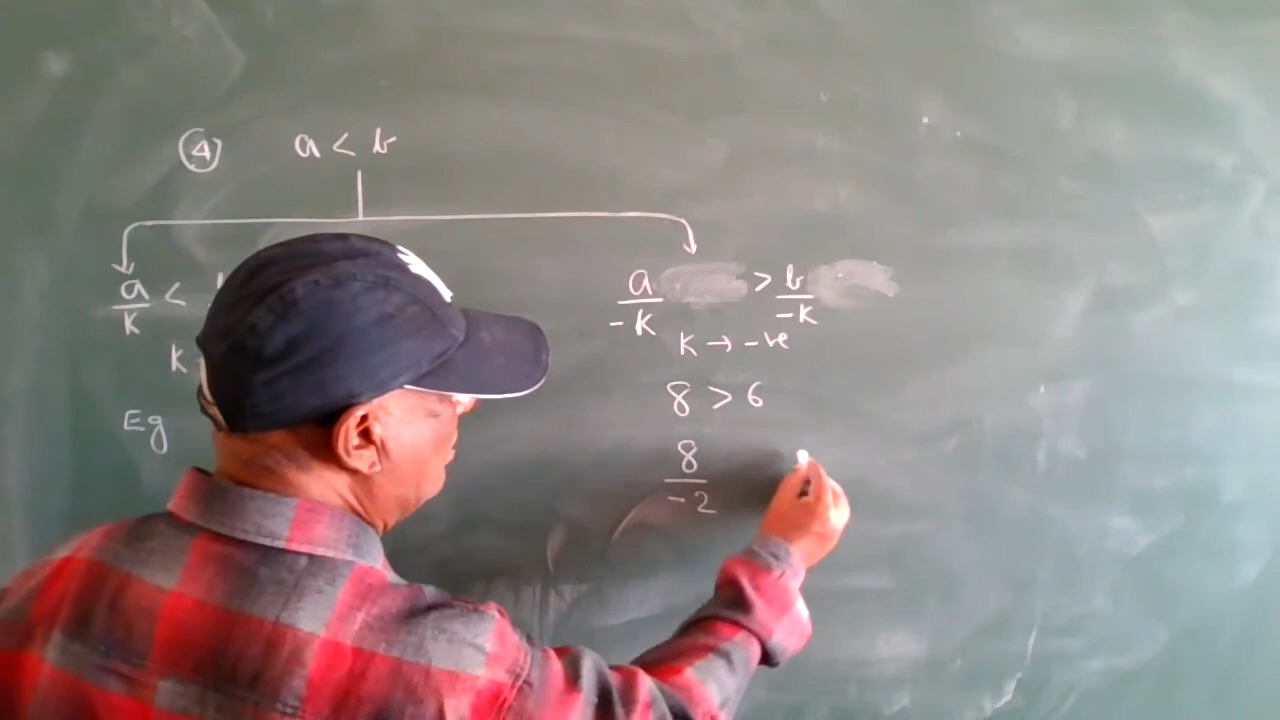 ④ a < b
a/K <
a/-K > b/-K
K
K → -ve
8 > 6
Eg
8/-2